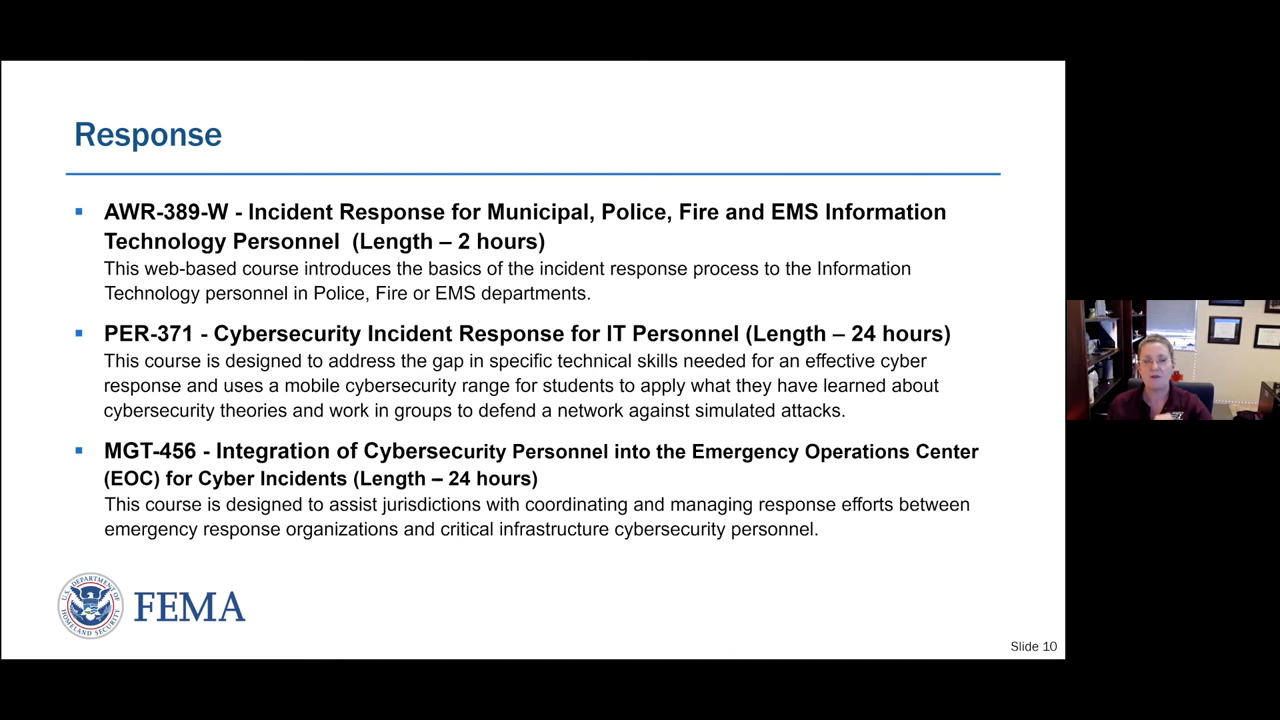 Response
▪ AWR-389-W - Incident Response for Municipal, Police, Fire and EMS Information
Technology Personnel (Length – 2 hours)
This web-based course introduces the basics of the incident response process to the Information
Technology personnel in Police, Fire or EMS departments.
▪ PER-371 - Cybersecurity Incident Response for IT Personnel (Length – 24 hours)
This course is designed to address the gap in specific technical skills needed for an effective cyber
response and uses a mobile cybersecurity range for students to apply what they have learned about
cybersecurity theories and work in groups to defend a network against simulated attacks.
▪ MGT-456 - Integration of Cybersecurity Personnel into the Emergency Operations Center
(EOC) for Cyber Incidents (Length – 24 hours)
This course is designed to assist jurisdictions with coordinating and managing response efforts between
emergency response organizations and critical infrastructure cybersecurity personnel.
U.S. DEPARTMENT OF HOMELAND SECURITY
FEMA
Slide 10